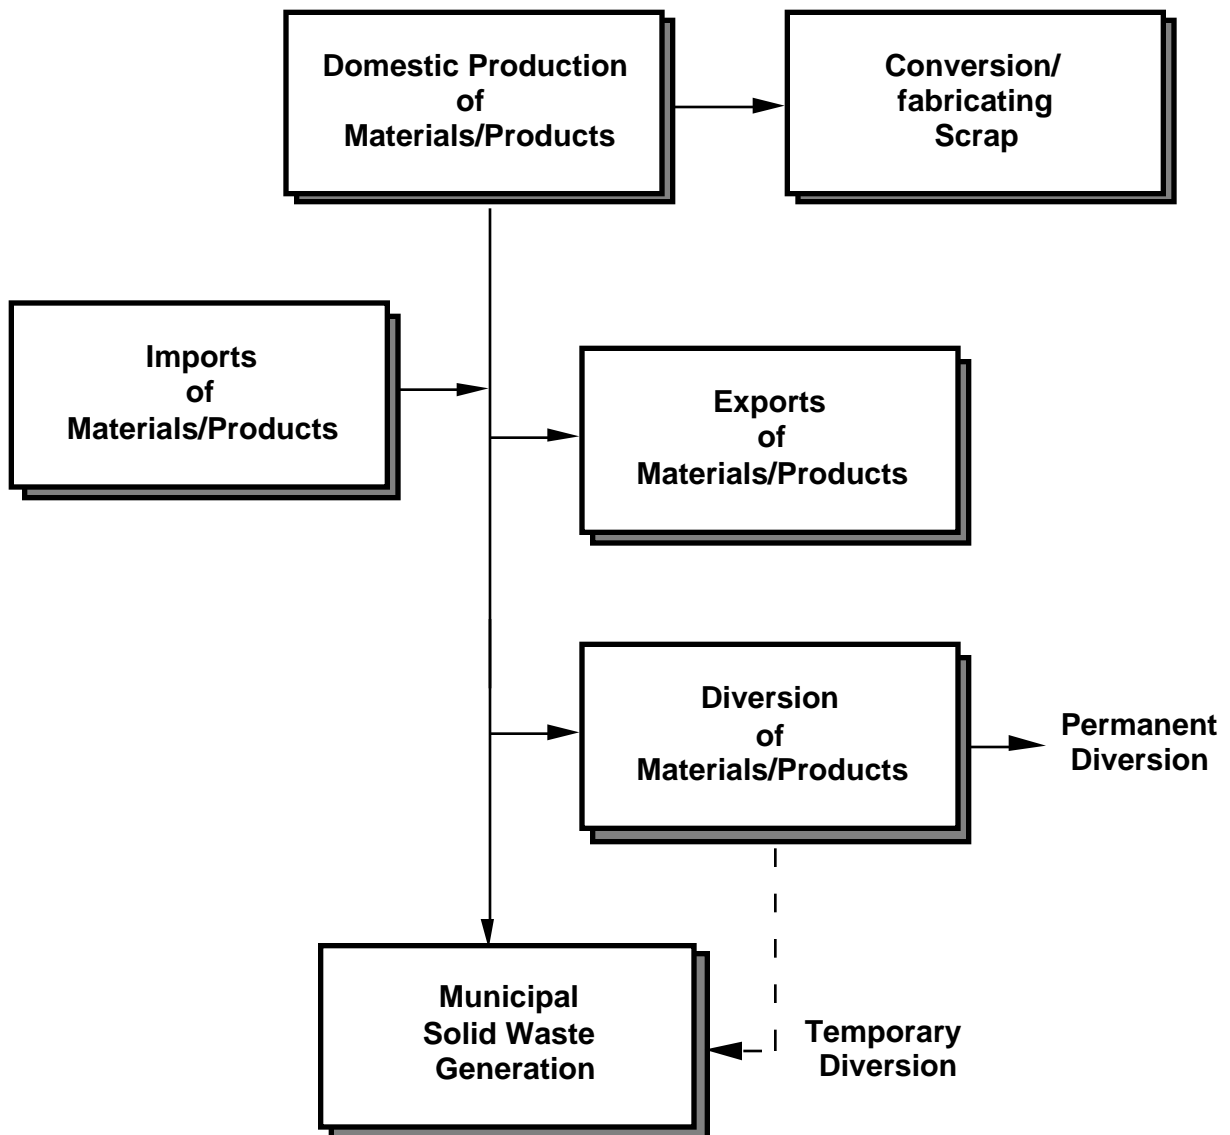 Domestic Production
of
Materials/Products
Conversion/
fabricating
Scrap
Imports
of
Materials/Products
Exports
of
Materials/Products
Diversion
of
Materials/Products
Permanent
Diversion
Municipal
Solid Waste
Generation
Temporary
Diversion